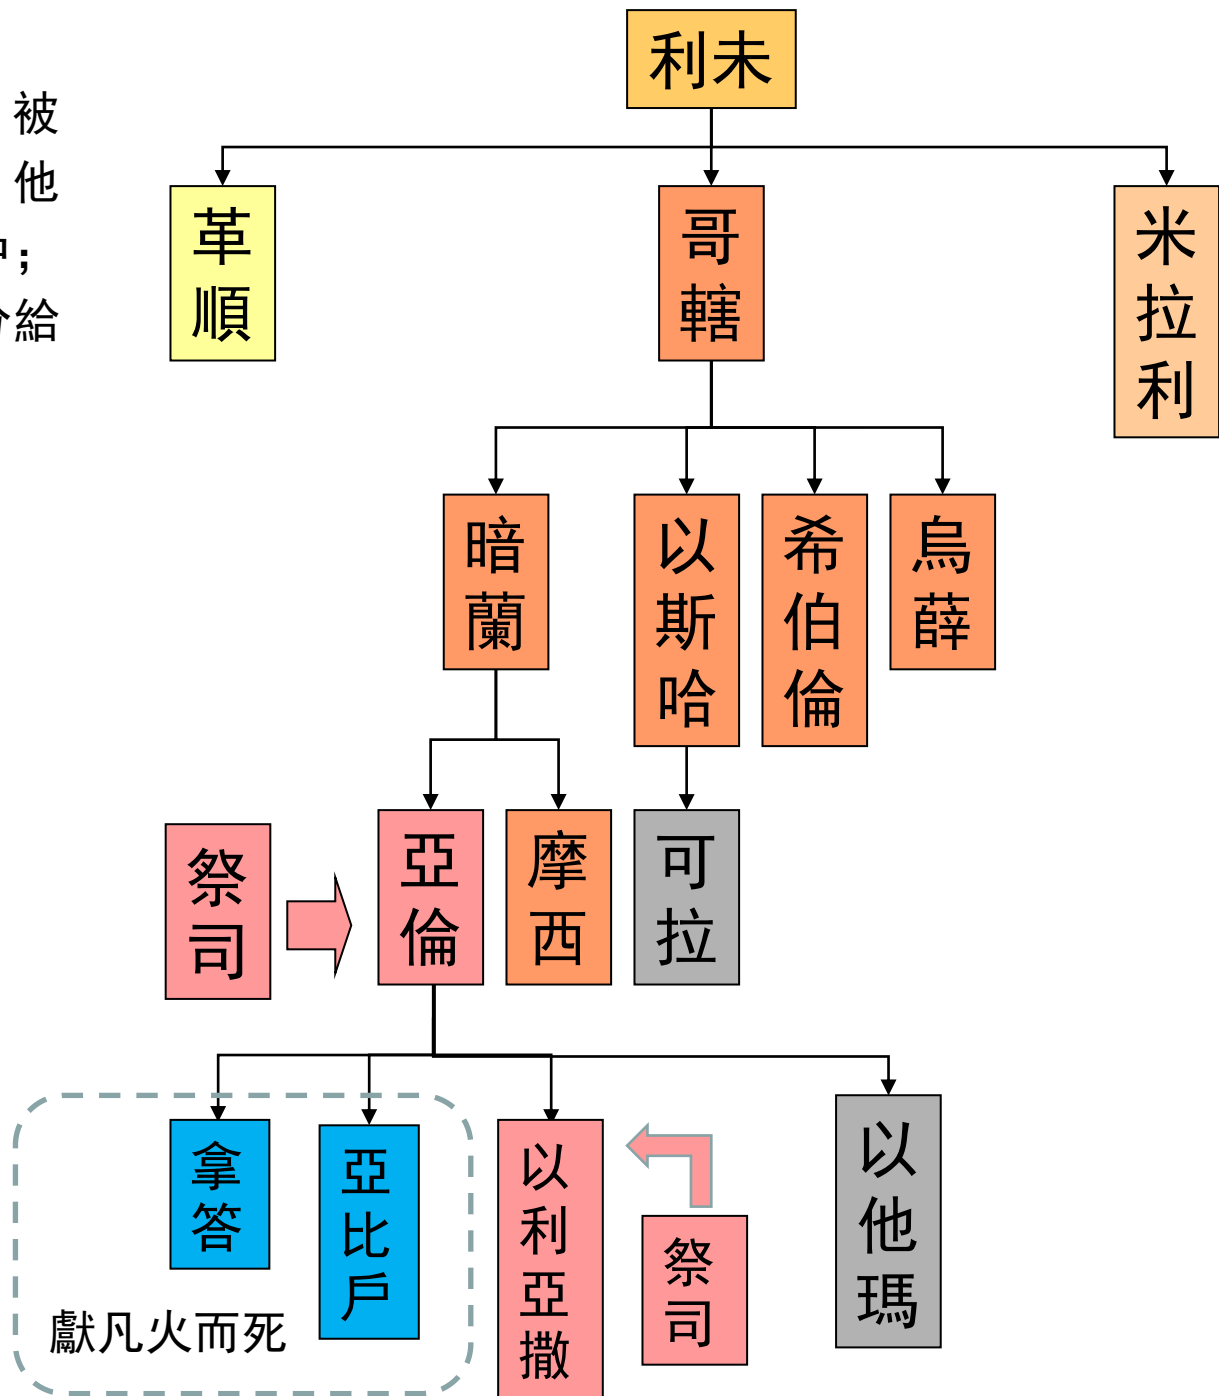 利未
被
他
；
給
革順
哥轄
米拉利
暗蘭
以斯哈
希伯倫
烏薛
祭司
亞倫
摩西
可拉
拿答
亞比戶
以利亞撒
祭司
以他瑪
獻凡火而死